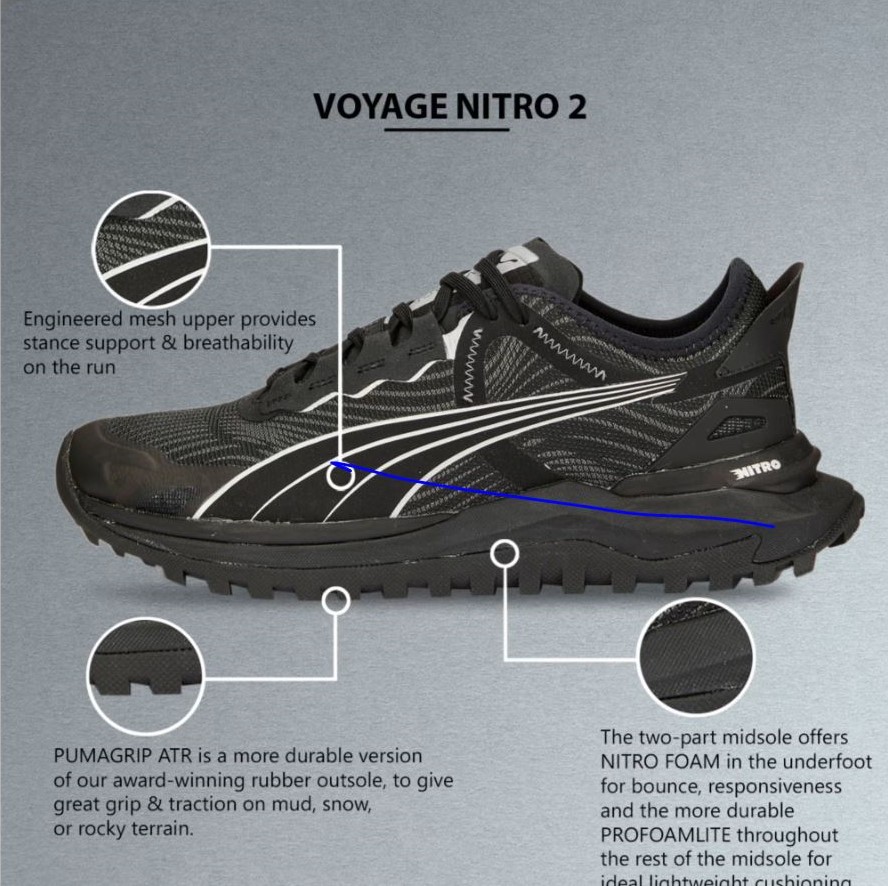 VOYAGE NITRO 2
Engineered mesh upper provides
stance support & breathability
on the run
NITRO
PUMAGRIP ATR is a more durable version
of our award-winning rubber outsole, to give
great grip & traction on mud, snow,
or rocky terrain.
The two-part midsole offers
NITRO FOAM in the underfoot
for bounce, responsiveness
and the more durable
PROFOAMLITE throughout
the rest of the midsole for
ideal lightweight cushioning